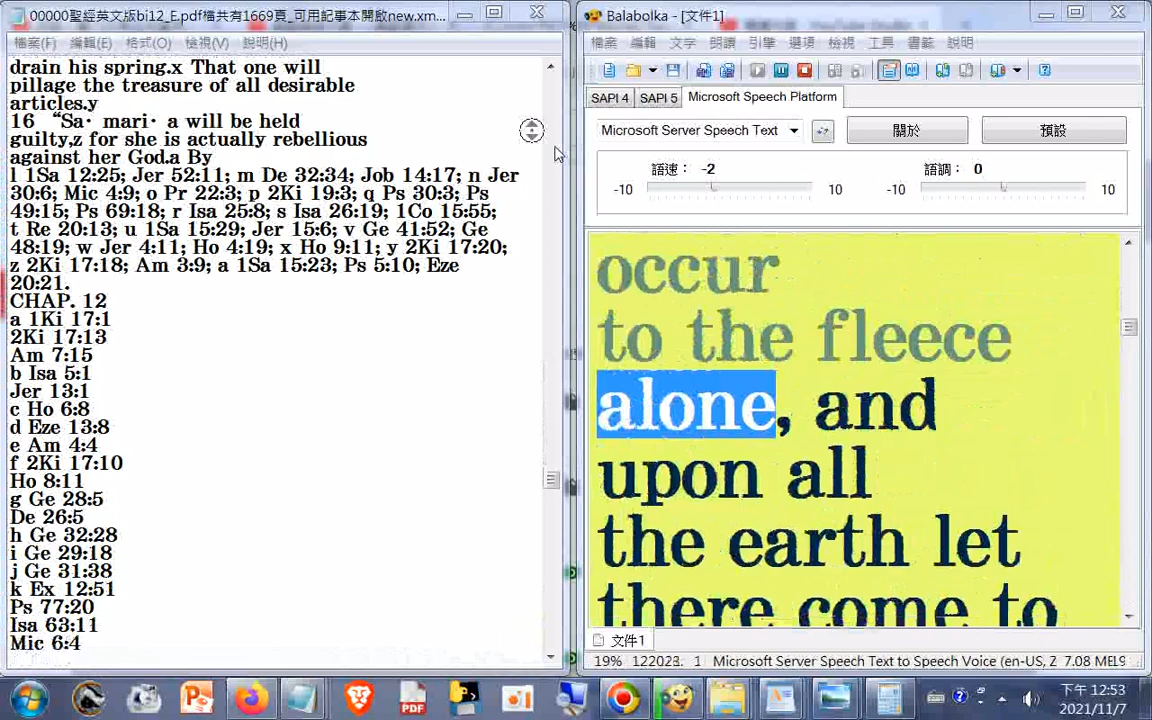 00000聖經英文版bi12_E.pdf檔共有1669頁_可用記事本開啟new.xm...
檔案(F) 編輯(E) 格式(O) 檢視(V) 說明(H)
drain his spring.x That one will
pillage the treasure of all desirable
articles.y
16 “Sa· mari· a will be held
guilty,z for she is actually rebellious
against her God.a By
l 1Sa 12:25; Jer 52:11; m De 32:34; Job 14:17; n Jer
30:6; Mic 4:9; o Pr 22:3; p 2Ki 19:3; q Ps 30:3; Ps
49:15; Ps 69:18; r Isa 25:8; s Isa 26:19; 1Co 15:55;
t Re 20:13; u 1Sa 15:29; Jer 15:6; v Ge 41:52; Ge
48:19; w Jer 4:11; Ho 4:19; x Ho 9:11; y 2Ki 17:20;
z 2Ki 17:18; Am 3:9; a 1Sa 15:23; Ps 5:10; Eze
20:21.
CHAP. 12
a 1Ki 17:1
2Ki 17:13
Am 7:15
b Isa 5:1
Jer 13:1
c Ho 6:8
d Eze 13:8
e Am 4:4
f 2Ki 17:10
Ho 8:11
g Ge 28:5
De 26:5
h Ge 32:28
i Ge 29:18
j Ge 31:38
k Ex 12:51
Ps 77:20
Isa 63:11
Mic 6:4
Balabolka - [文件1]
檔案 編輯 文字 朗讀 引擎 選項 檢視 工具 書籤 說明
SAPI 4 SAPI 5 Microsoft Speech Platform
Microsoft Server Speech Text 關於 預設
語速： -2 語調： 0
-10 10 -10 10
occur
to the fleece
alone, and
upon all
the earth let
there come to
文件1
19% Microsoft Server Speech Text to Speech Voice (en-US, Z 7.08 ME
PDF
下午 12:53
2021/11/7